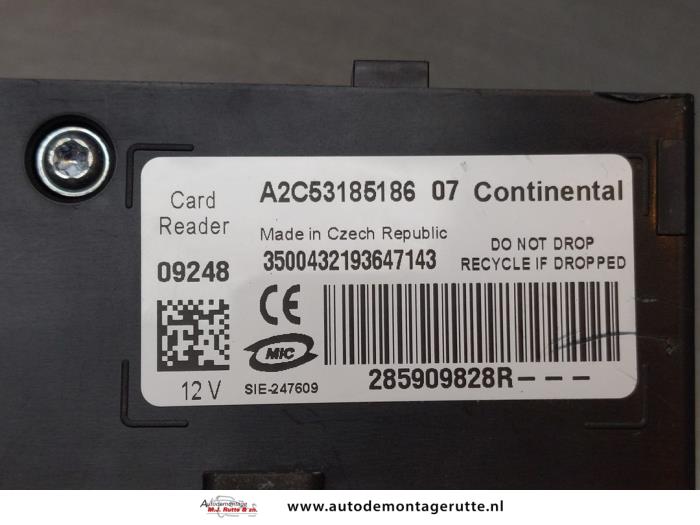 Card
Reader
A2C53185186 07 Continental
Made in Czech Republic
3500432193647143
DO NOT DROP
RECYCLE IF DROPPED
09248
CE
MIC
12 V
SIE-247609
285909828R---
Autodemontage
M.J. Rutte & zn.
www.autodemontagerutte.nl